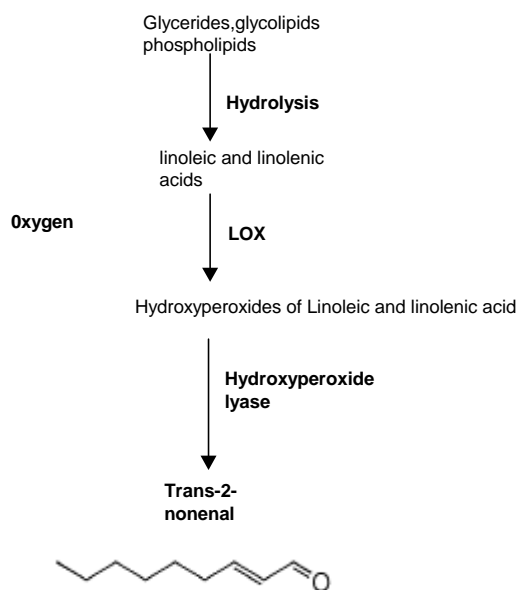 Glycerides,glycolipids
phospholipids
Hydrolysis
linoleic and linolenic
acids
0xygen
LOX
Hydroxyperoxides of Linoleic and linolenic acid
Hydroxyperoxide
lyase
Trans-2-
nonenal
O